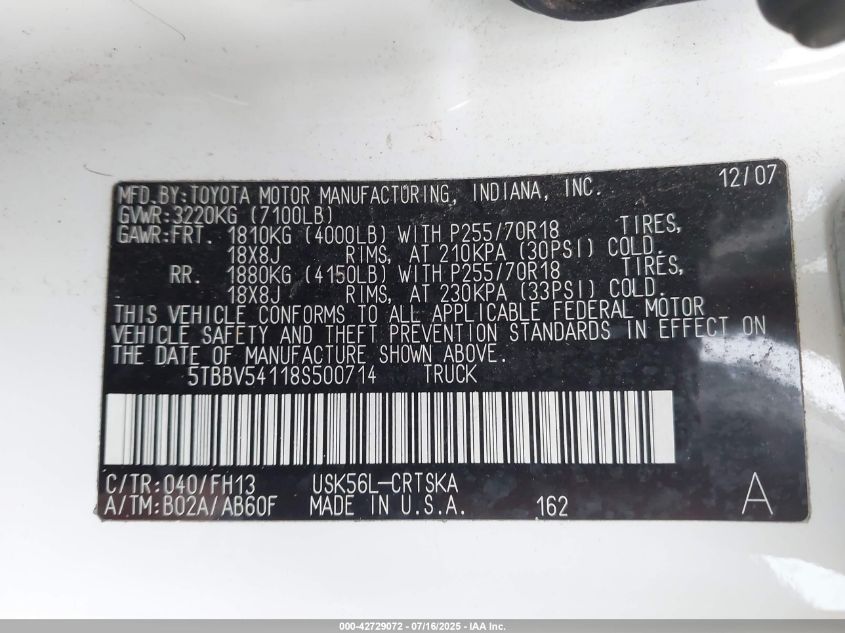 12/07
MFD.BY:TOYOTA MOTOR MANUFACTURING, INDIANA, INC.
GVWR:3220KG (7100LB)
GAWR:FRT. 1810KG (4000LB) WITH P255/70R18 TIRES,
18X8J RIMS, AT 210KPA (30PSI) COLD.
RR. 1880KG (4150LB) WITH P255/70R18 TIRES,
18X8J RIMS, AT 230KPA (33PSI) COLD.
THIS VEHICLE CONFORMS TO ALL APPLICABLE FEDERAL MOTOR
VEHICLE SAFETY AND THEFT PREVENTION STANDARDS IN EFFECT ON
THE DATE OF MANUFACTURE SHOWN ABOVE.
5TBBV54118S500714 TRUCK
C/TR:040/FH13 USK56L-CRTSKA
A/TM:B02A/AB60F MADE IN U.S.A. 162 A
000-42729072 - 07/16/2025 - IAA Inc.